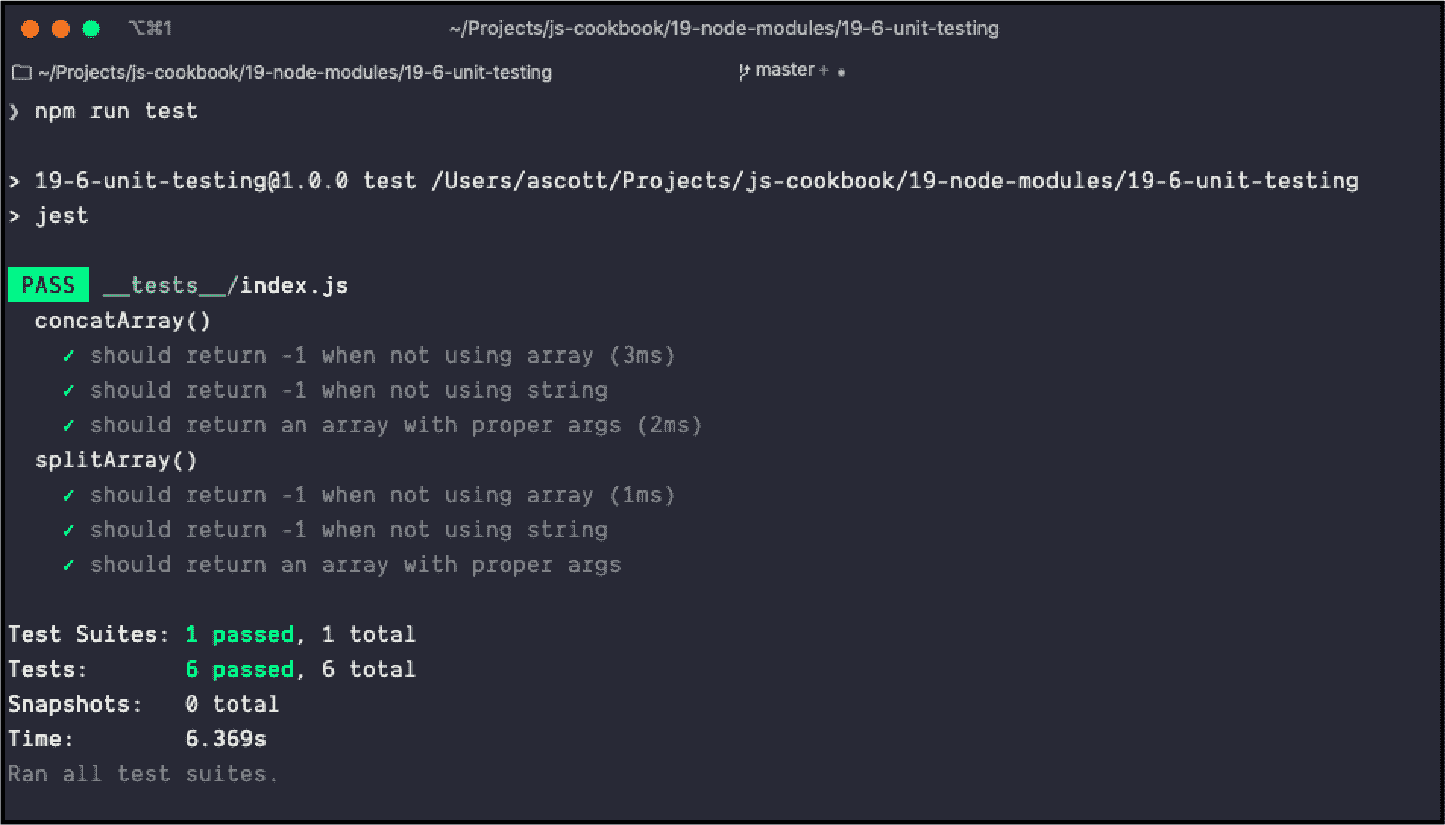 ⌥⌘1 ~/Projects/js-cookbook/19-node-modules/19-6-unit-testing
~/Projects/js-cookbook/19-node-modules/19-6-unit-testing master + •
❯ npm run test
> 19-6-unit-testing@1.0.0 test /Users/ascott/Projects/js-cookbook/19-node-modules/19-6-unit-testing
> jest
PASS __tests__/index.js
concatArray()
✓ should return -1 when not using array (3ms)
✓ should return -1 when not using string
✓ should return an array with proper args (2ms)
splitArray()
✓ should return -1 when not using array (1ms)
✓ should return -1 when not using string
✓ should return an array with proper args
Test Suites: 1 passed, 1 total
Tests: 6 passed, 6 total
Snapshots: 0 total
Time: 6.369s
Ran all test suites.